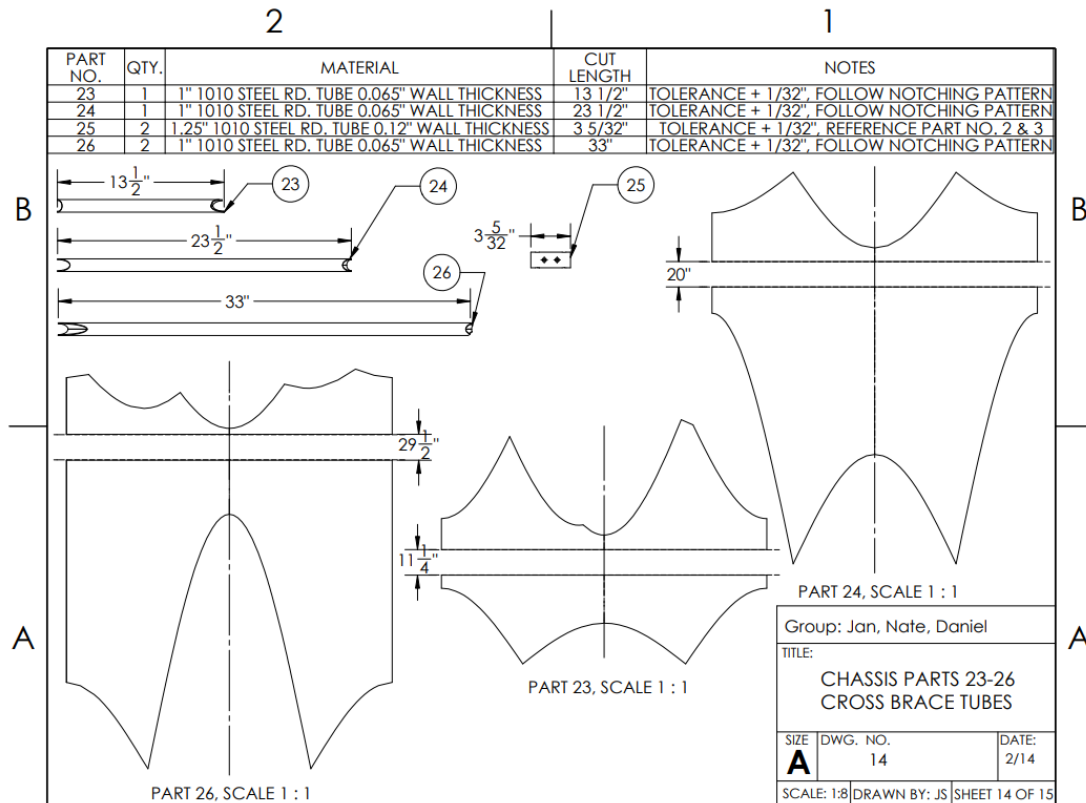 2 1
PART NO. QTY. MATERIAL CUT LENGTH NOTES
23 1 1" 1010 STEEL RD. TUBE 0.065" WALL THICKNESS 13 1/2" TOLERANCE + 1/32", FOLLOW NOTCHING PATTERN
24 1 1" 1010 STEEL RD. TUBE 0.065" WALL THICKNESS 23 1/2" TOLERANCE + 1/32", FOLLOW NOTCHING PATTERN
25 2 1.25" 1010 STEEL RD. TUBE 0.12" WALL THICKNESS 3 5/32" TOLERANCE + 1/32", REFERENCE PART NO. 2 & 3
26 2 1" 1010 STEEL RD. TUBE 0.065" WALL THICKNESS 33" TOLERANCE + 1/32", FOLLOW NOTCHING PATTERN
13 1/2" 23
24 25
B B
23 1/2" 3 5/32"
26 20"
33"
29 1/2"
11 1/4"
PART 24, SCALE 1 : 1
A A
Group: Jan, Nate, Daniel
TITLE:
CHASSIS PARTS 23-26
CROSS BRACE TUBES
PART 23, SCALE 1 : 1
SIZE DWG. NO. DATE:
A 14 2/14
PART 26, SCALE 1 : 1
SCALE: 1:8 DRAWN BY: JS SHEET 14 OF 15